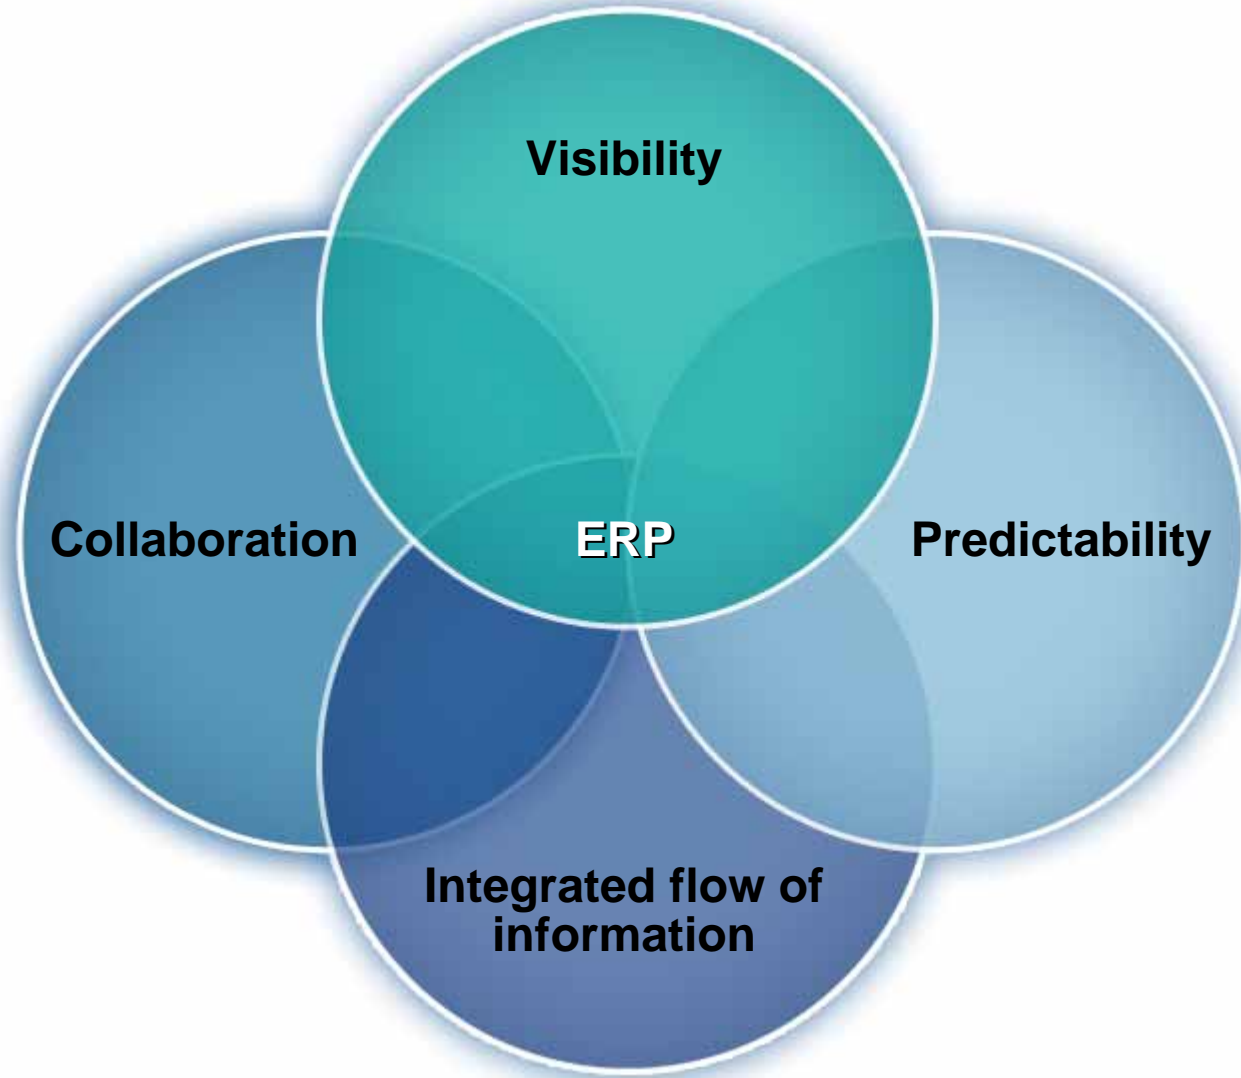 Visibility
Collaboration
ERP
Predictability
Integrated flow of
information